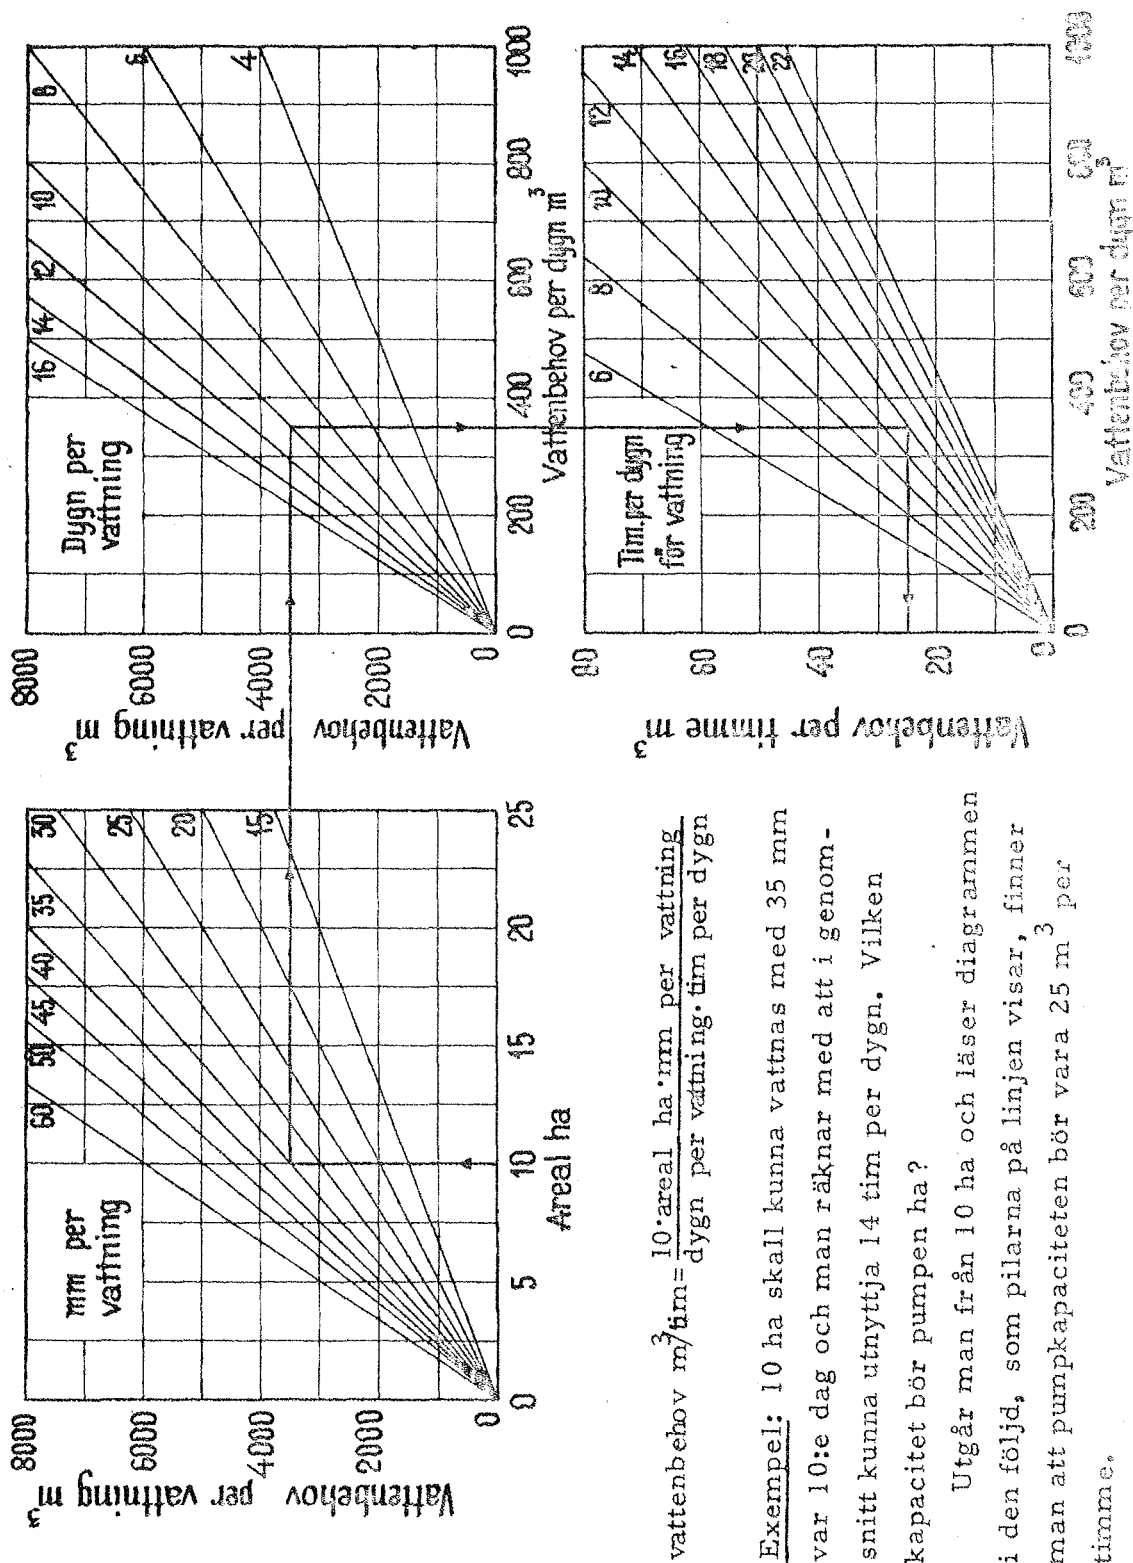 Vattenbehov per vattning m³
8000
6000
4000
2000
0
mm per
vattning
60
50
45
40
35
30
25
20
15
0
5
10
15
20
25
Areal ha
Vattenbehov per vattning m³
8000
6000
4000
2000
0
Dygn per
vattning
16
14
12
10
8
6
4
0
200
400
600
800
1000
Vattenbehov per dygn m³
Vattenbehov per timme m³
80
60
40
20
0
Tim.per dygn
för vattning
6
8
10
12
14
16
18
20
22
0
200
400
600
800
1000
Vattenbehov per dygn m³
vattenbehov m³/tim = 10·areal ha·mm per vattning
dygn per vattning·tim per dygn
Exempel: 10 ha skall kunna vattnas med 35 mm
var 10:e dag och man räknar med att i genom-
snitt kunna utnyttja 14 tim per dygn. Vilken
kapacitet bör pumpen ha?
Utgår man från 10 ha och läser diagrammen
i den följd, som pilarna på linjen visar, finner
man att pumpkapaciteten bör vara 25 m³ per
timme.